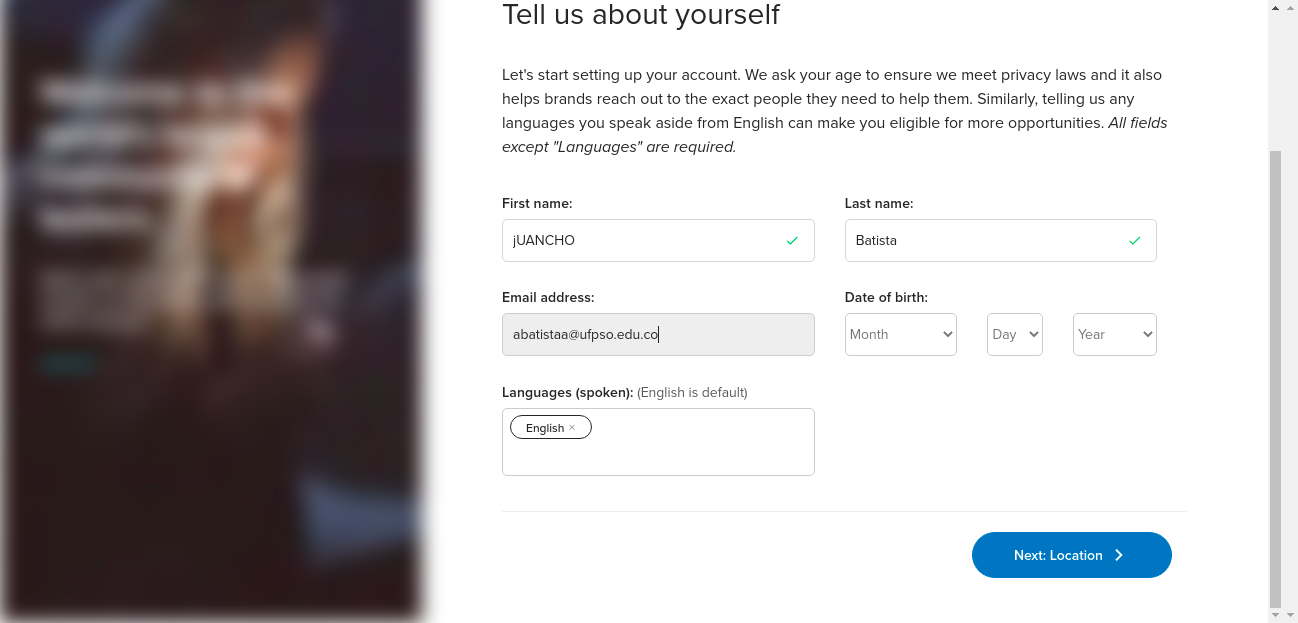 Tell us about yourself
Let's start setting up your account. We ask your age to ensure we meet privacy laws and it also
helps brands reach out to the exact people they need to help them. Similarly, telling us any
languages you speak aside from English can make you eligible for more opportunities. All fields
except "Languages" are required.
First name:
Last name:
jUANCHO
Batista
Email address:
Date of birth:
abatistaa@ufpso.edu.co
Month
Day
Year
Languages (spoken): (English is default)
English ×
Next: Location